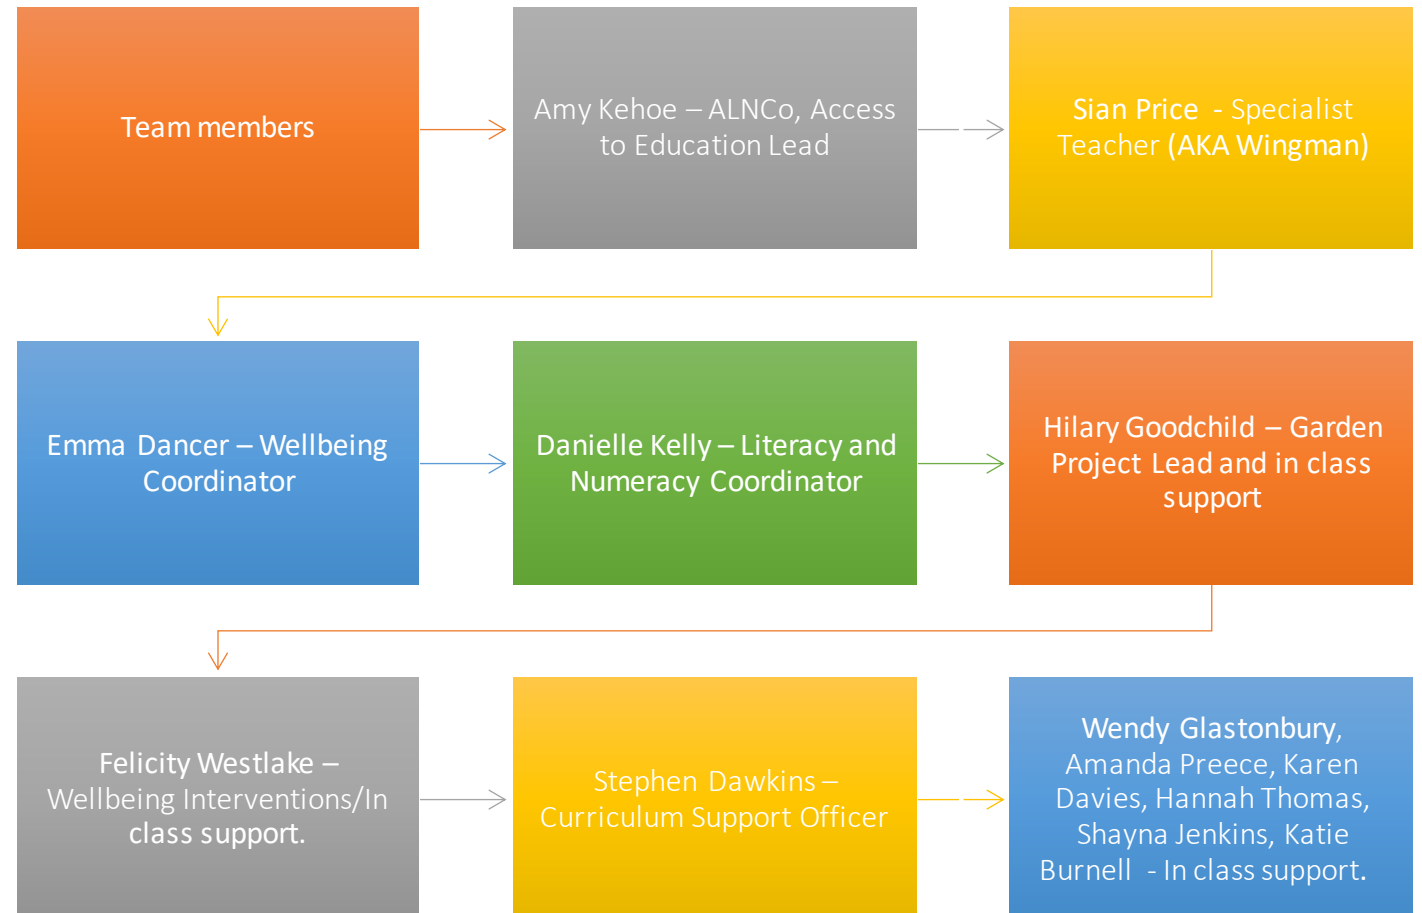 Team members
Amy Kehoe – ALNCo, Access
to Education Lead
Sian Price - Specialist
Teacher (AKA Wingman)
Emma Dancer – Wellbeing
Coordinator
Danielle Kelly – Literacy and
Numeracy Coordinator
Hilary Goodchild – Garden
Project Lead and in class
support
Felicity Westlake –
Wellbeing Interventions/In
class support.
Stephen Dawkins –
Curriculum Support Officer
Wendy Glastonbury,
Amanda Preece, Karen
Davies, Hannah Thomas,
Shayna Jenkins, Katie
Burnell - In class support.